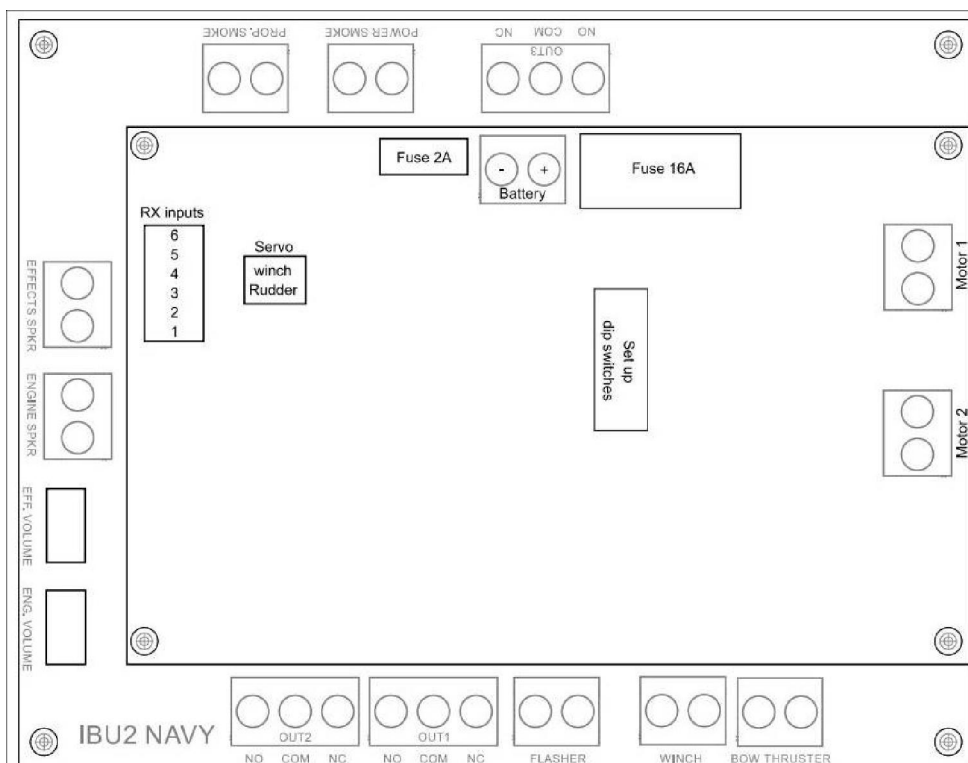 PROP. SMOKE
POWER SMOKE
NC COM NO
OUT3
Fuse 2A
- +
Battery
Fuse 16A
RX inputs
6
5
4
3
2
1
Servo
winch
Rudder
Set up
dip switches
Motor 1
Motor 2
EFFECTS SPKR
ENGINE SPKR
EFF. VOLUME
ENG. VOLUME
IBU2 NAVY
OUT2
NO COM NC
OUT1
NO COM NC
FLASHER
WINCH
BOW THRUSTER